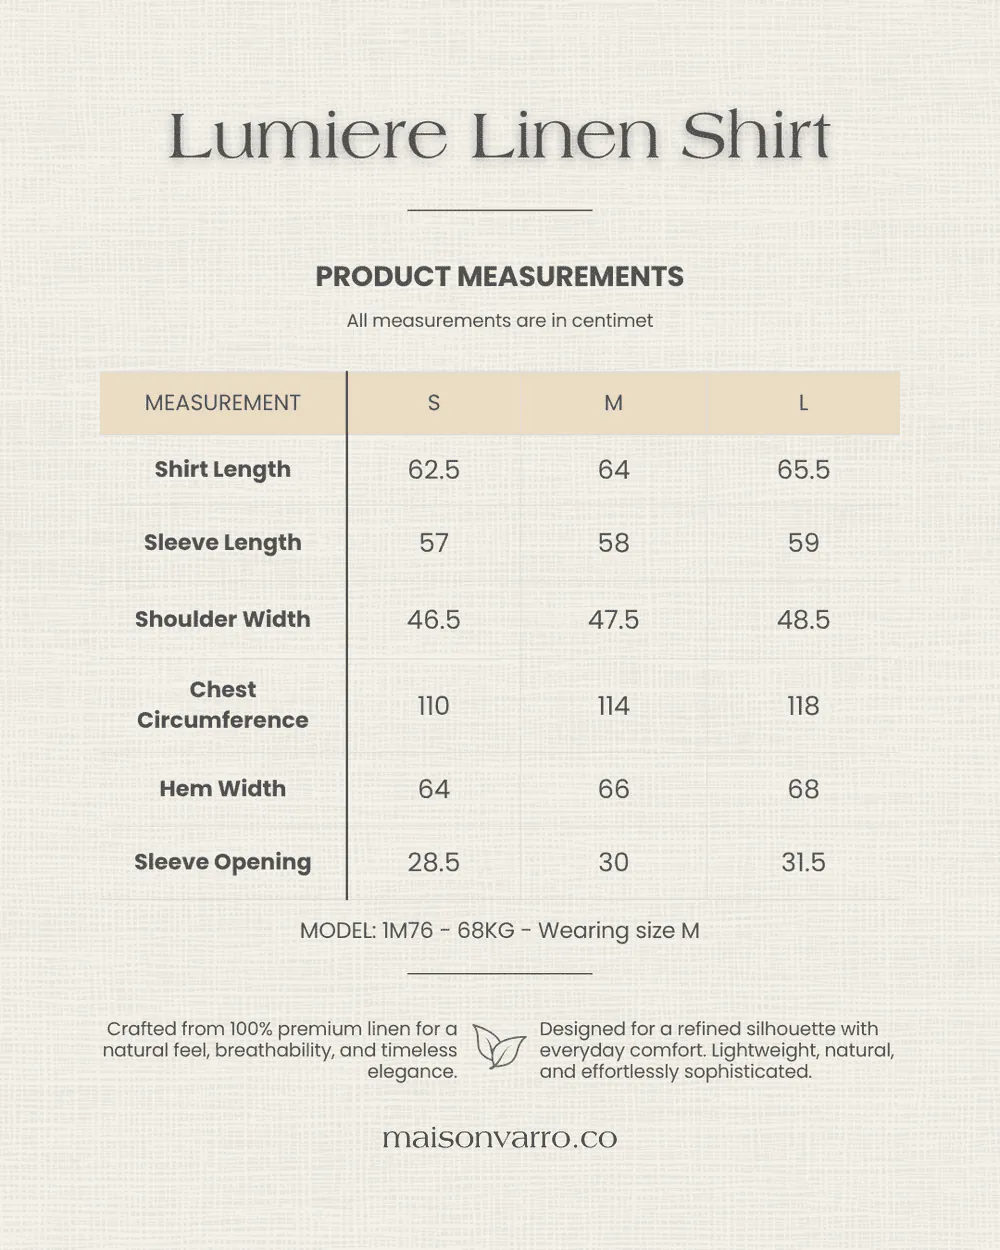 Lumiere Linen Shirt
PRODUCT MEASUREMENTS
All measurements are in centimet
MEASUREMENT S M L
Shirt Length 62.5 64 65.5
Sleeve Length 57 58 59
Shoulder Width 46.5 47.5 48.5
Chest
Circumference 110 114 118
Hem Width 64 66 68
Sleeve Opening 28.5 30 31.5
MODEL: 1M76 - 68KG - Wearing size M
Crafted from 100% premium linen for a
natural feel, breathability, and timeless
elegance.
Designed for a refined silhouette with
everyday comfort. Lightweight, natural,
and effortlessly sophisticated.
maisonvarro.co